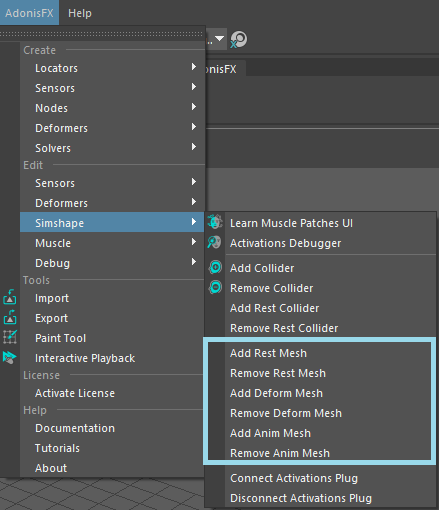 AdonisFX Help
onisFX
Create
Locators
Sensors
Nodes
Deformers
Solvers
Edit
Sensors
Deformers
Simshape
Muscle
Debug
Tools
Import
Export
Paint Tool
Interactive Playback
License
Activate License
Help
Documentation
Tutorials
About
Learn Muscle Patches UI
Activations Debugger
Add Collider
Remove Collider
Add Rest Collider
Remove Rest Collider
Add Rest Mesh
Remove Rest Mesh
Add Deform Mesh
Remove Deform Mesh
Add Anim Mesh
Remove Anim Mesh
Connect Activations Plug
Disconnect Activations Plug